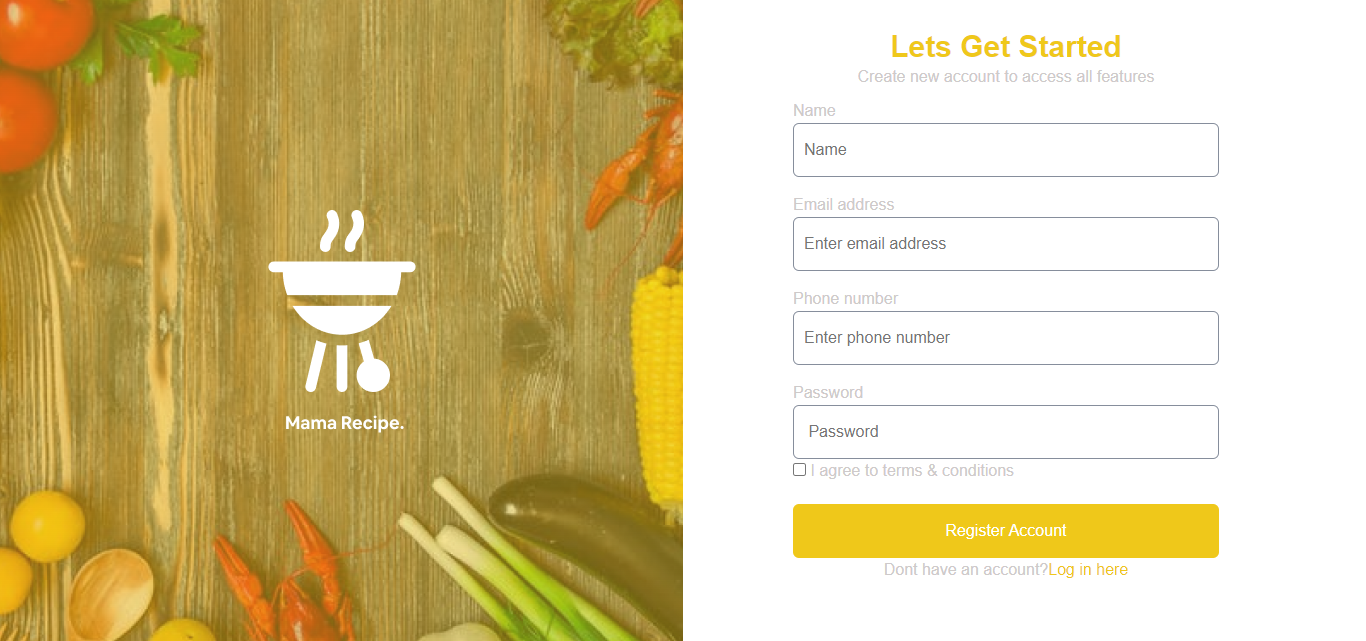 Mama Recipe.
Lets Get Started
Create new account to access all features
Name
Name
Email address
Enter email address
Phone number
Enter phone number
Password
Password
I agree to terms & conditions
Register Account
Dont have an account?Log in here